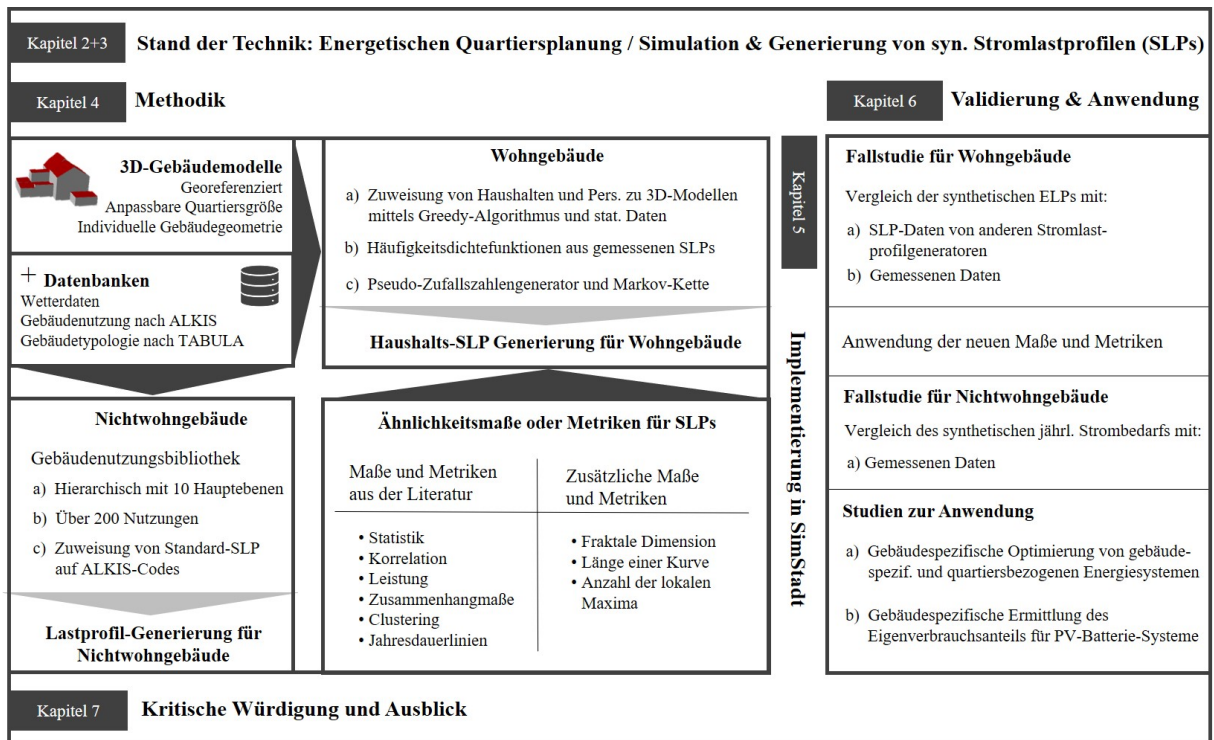 Kapitel 2+3
Stand der Technik: Energetischen Quartiersplanung / Simulation & Generierung von syn. Stromlastprofilen (SLPs)
Kapitel 4
Methodik
3D-Gebäudemodelle
Georeferenziert
Anpassbare Quartiersgröße
Individuelle Gebäudegeometrie
+ Datenbanken
Wetterdaten
Gebäudenutzung nach ALKIS
Gebäudetypologie nach TABULA
Nichtwohngebäude
Gebäudenutzungsbibliothek
a) Hierarchisch mit 10 Hauptebenen
b) Über 200 Nutzungen
c) Zuweisung von Standard-SLP
auf ALKIS-Codes
Lastprofil-Generierung für
Nichtwohngebäude
Wohngebäude
a) Zuweisung von Haushalten und Pers. zu 3D-Modellen
mittels Greedy-Algorithmus und stat. Daten
b) Häufigkeitsdichtefunktionen aus gemessenen SLPs
c) Pseudo-Zufallszahlengenerator und Markov-Kette
Haushalts-SLP Generierung für Wohngebäude
Ähnlichkeitsmaße oder Metriken für SLPs
Maße und Metriken
aus der Literatur
• Statistik
• Korrelation
• Leistung
• Zusammenhangmaße
• Clustering
• Jahresdauerlinien
Zusätzliche Maße
und Metriken
• Fraktale Dimension
• Länge einer Kurve
• Anzahl der lokalen
Maxima
Kapitel 5
Implementierung in SimStadt
Kapitel 6
Validierung & Anwendung
Fallstudie für Wohngebäude
Vergleich der synthetischen ELPs mit:
a) SLP-Daten von anderen Stromlast-
profilgeneratoren
b) Gemessenen Daten
Anwendung der neuen Maße und Metriken
Fallstudie für Nichtwohngebäude
Vergleich des synthetischen jährl. Strombedarfs mit:
a) Gemessenen Daten
Studien zur Anwendung
a) Gebäudespezifische Optimierung von gebäude-
spezif. und quartiersbezogenen Energiesystemen
b) Gebäudespezifische Ermittlung des
Eigenverbrauchsanteils für PV-Batterie-Systeme
Kapitel 7
Kritische Würdigung und Ausblick